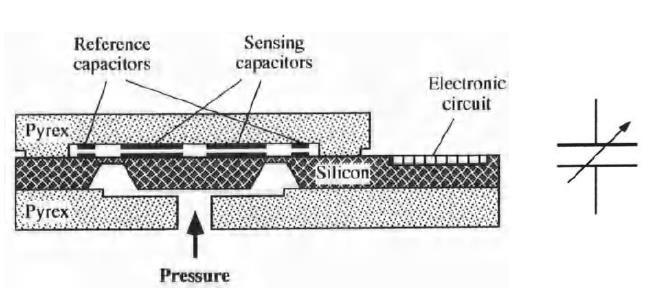 Reference
capacitors
Sensing
capacitors
Electronic
circuit
Pyrex
Silicon
Pyrex
Pressure